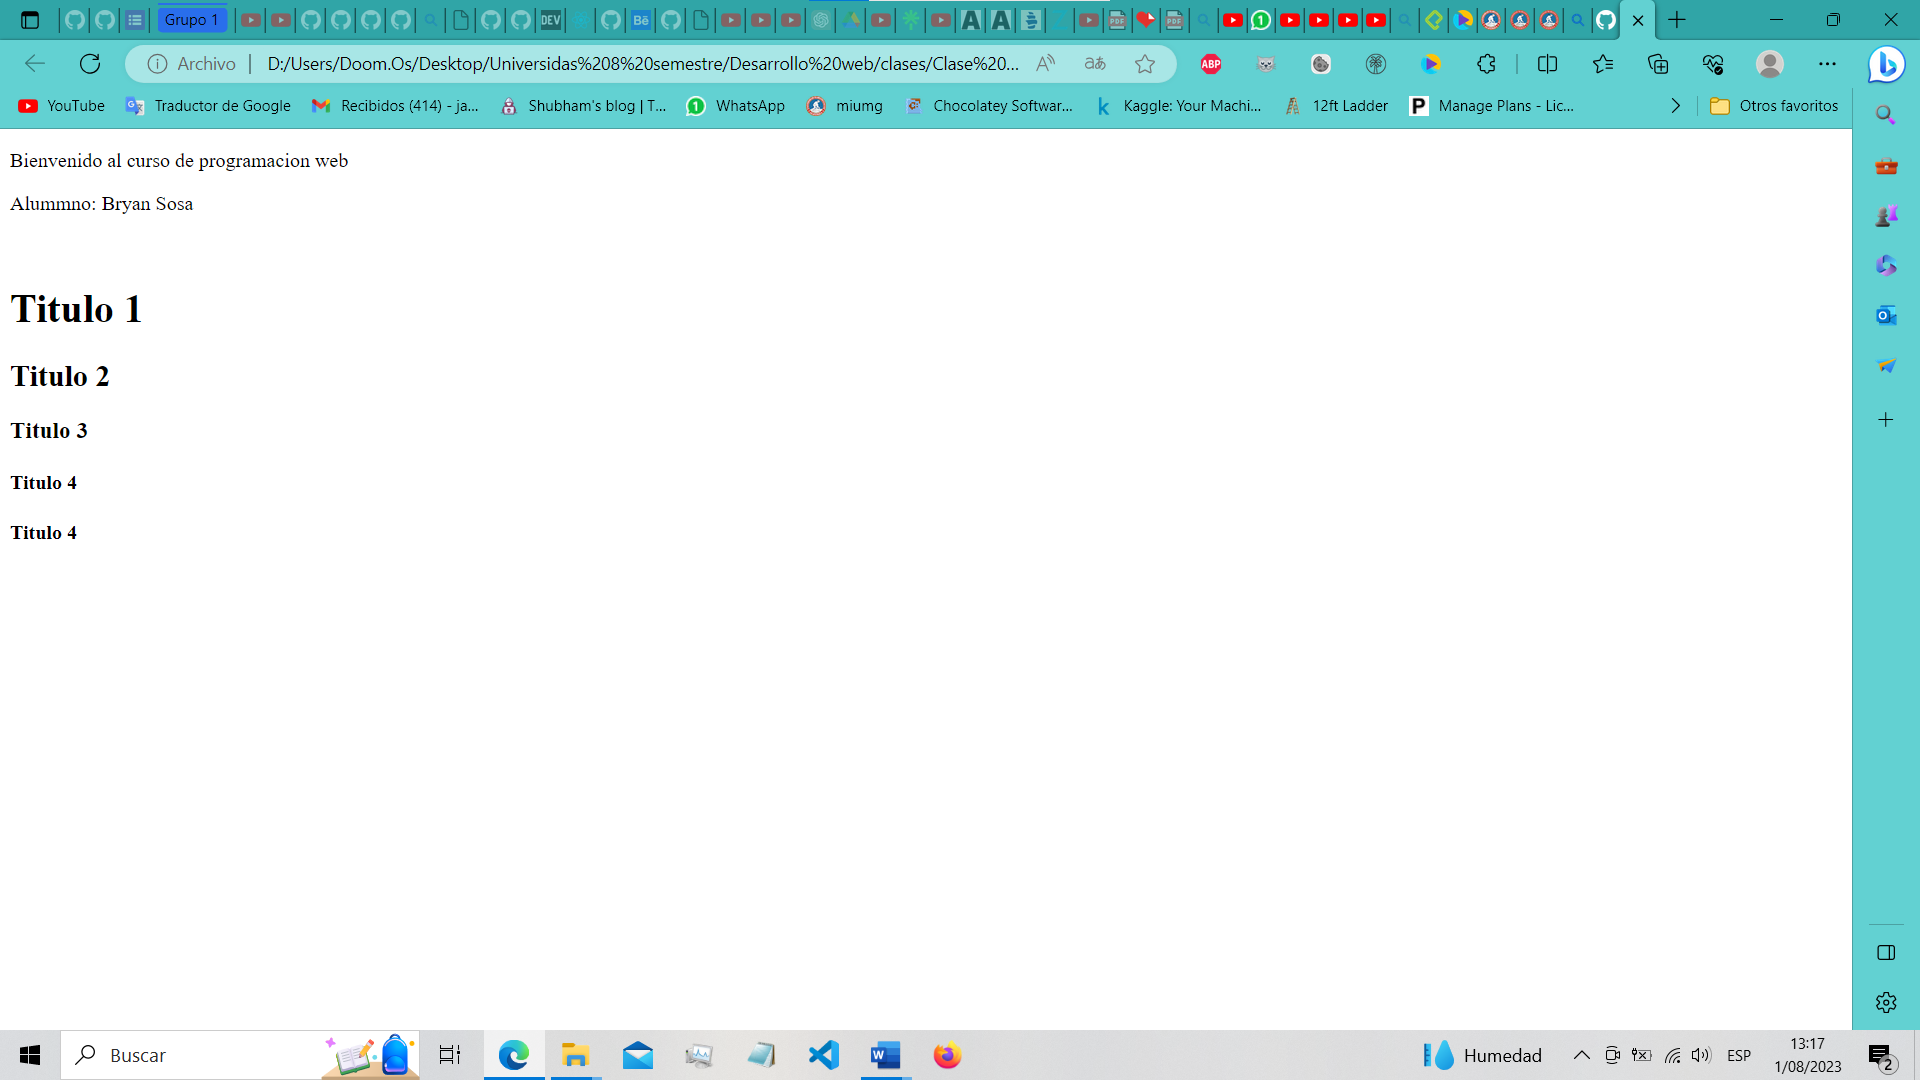 Grupo 1
DEV
Archivo
D:/Users/Doom.Os/Desktop/Universidas%208%20semestre/Desarrollo%20web/clases/Clase%20...
ABP
YouTube
Traductor de Google
Recibidos (414) - ja...
Shubham's blog | T...
WhatsApp
miumg
Chocolatey Softwar...
Kaggle: Your Machi...
12ft Ladder
Manage Plans - Lic...
Otros favoritos
Bienvenido al curso de programacion web
Alummno: Bryan Sosa
Titulo 1
Titulo 2
Titulo 3
Titulo 4
Titulo 4
Buscar
Humedad
ESP
13:17
1/08/2023
2